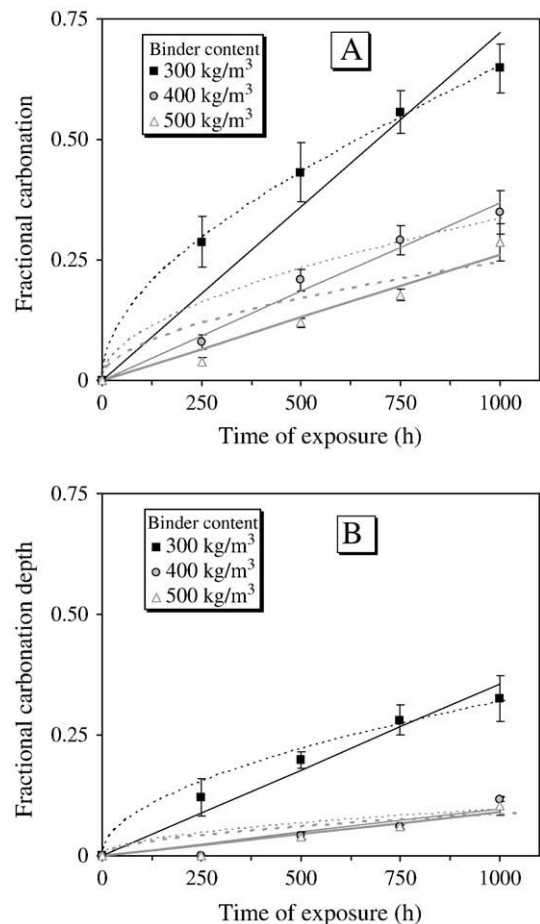 A
Binder content
300 kg/m³
400 kg/m³
500 kg/m³
0.75
0.50
0.25
0
Fractional carbonation
0 250 500 750 1000
Time of exposure (h)
B
Binder content
300 kg/m³
400 kg/m³
500 kg/m³
0.75
0.50
0.25
0
Fractional carbonation depth
0 250 500 750 1000
Time of exposure (h)